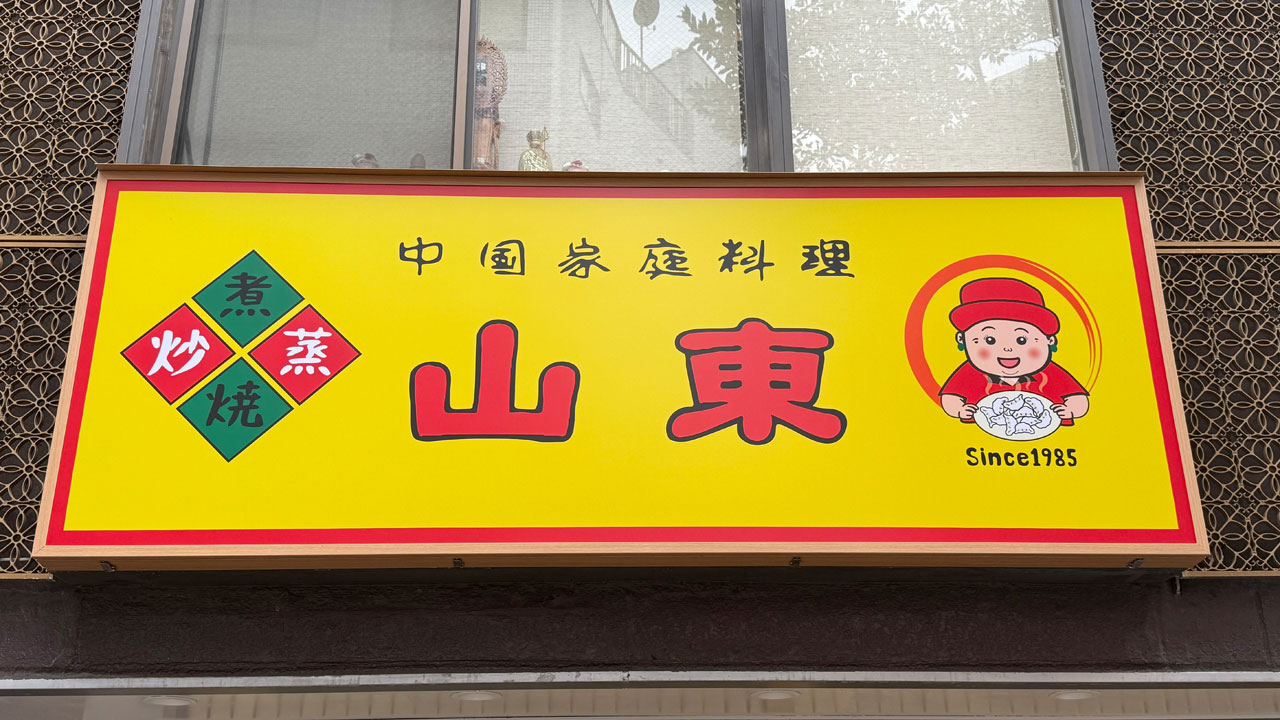 中国家庭料理
煮
炒 蒸
焼
山東
Since1985